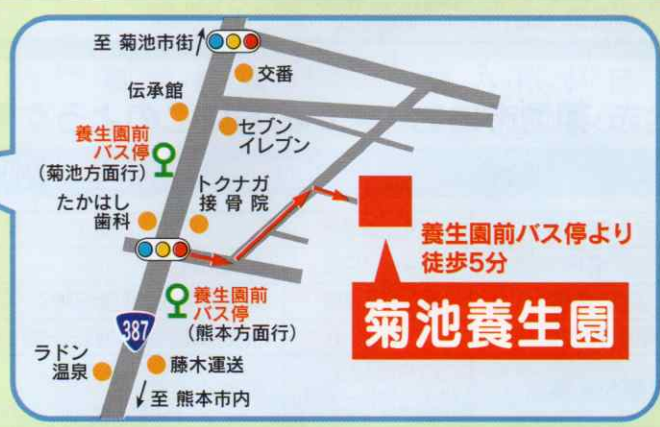 至 菊池市街
交番
伝承館
セブン
イレブン
養生園前
バス停
(菊池方面行)
トクナガ
接骨院
たかはし
歯科
養生園前バス停より
徒歩5分
菊池養生園
養生園前
バス停
(熊本方面行)
387
ラドン
温泉
藤木運送
至 熊本市内